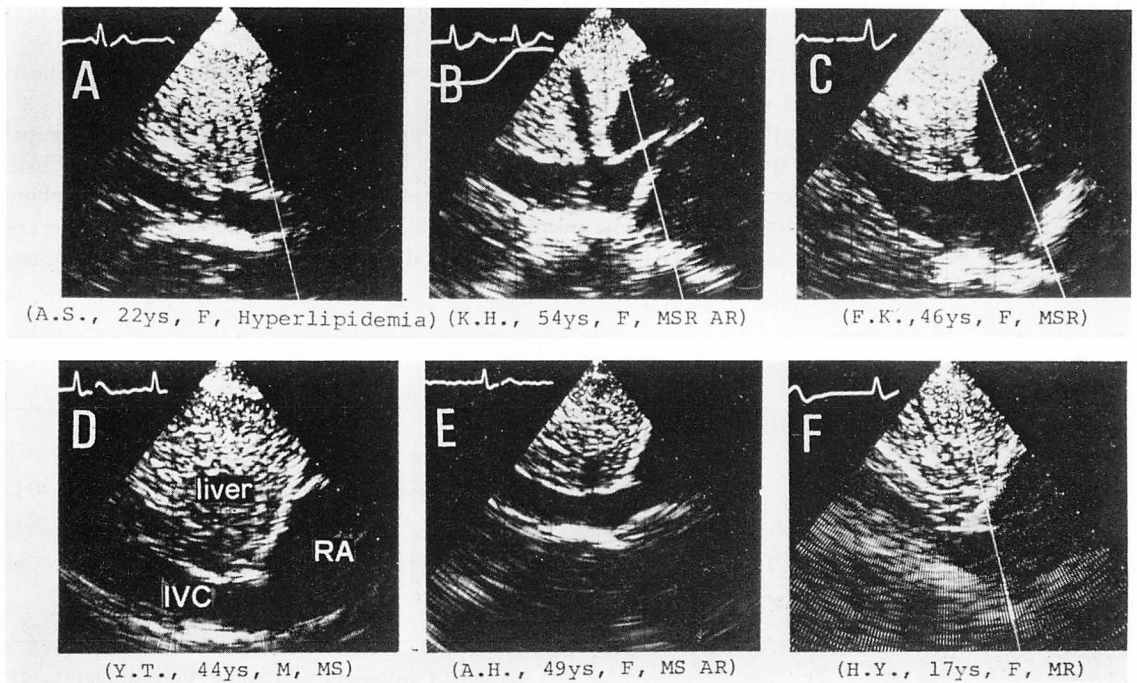 A
B
C
(A.S., 22ys, F, Hyperlipidemia) (K.H., 54ys, F, MSR AR) (F.K.,46ys, F, MSR)
D
E
F
liver
RA
IVC
(Y.T., 44ys, M, MS) (A.H., 49ys, F, MS AR) (H.Y., 17ys, F, MR)